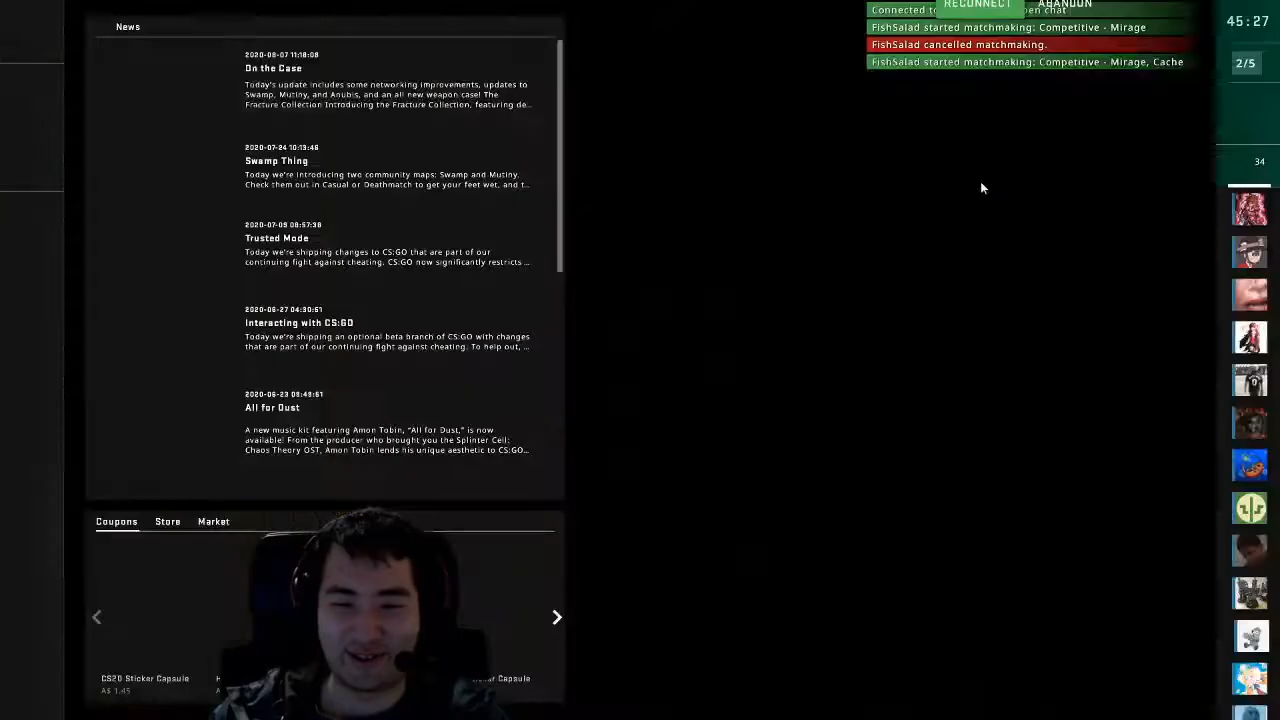 News
2020-08-07 11:18:08
On the Case
Today's update includes some networking improvements, updates to
Swamp, Mutiny, and Anubis, and an all new weapon case! The
Fracture Collection Introducing the Fracture Collection, featuring de...
2020-07-24 10:13:46
Swamp Thing
Today we're introducing two community maps: Swamp and Mutiny.
Check them out in Casual or Deathmatch to get your feet wet, and t...
2020-07-09 08:57:38
Trusted Mode
Today we're shipping changes to CS:GO that are part of our
continuing fight against cheating. CS:GO now significantly restricts ...
2020-06-27 04:30:51
Interacting with CS:GO
Today we're shipping an optional beta branch of CS:GO with changes
that are part of our continuing fight against cheating. To help out, ...
2020-06-23 09:49:51
All for Dust
A new music kit featuring Amon Tobin, "All for Dust," is now
available! From the producer who brought you the Splinter Cell:
Chaos Theory OST, Amon Tobin lends his unique aesthetic to CS:GO...
Coupons Store Market
CS20 Sticker Capsule
A$ 1.45
Capsule
RECONNECT ABANDON
Connected to chat
FishSalad started matchmaking: Competitive - Mirage
FishSalad cancelled matchmaking.
FishSalad started matchmaking: Competitive - Mirage, Cache
45:27
2/5
34